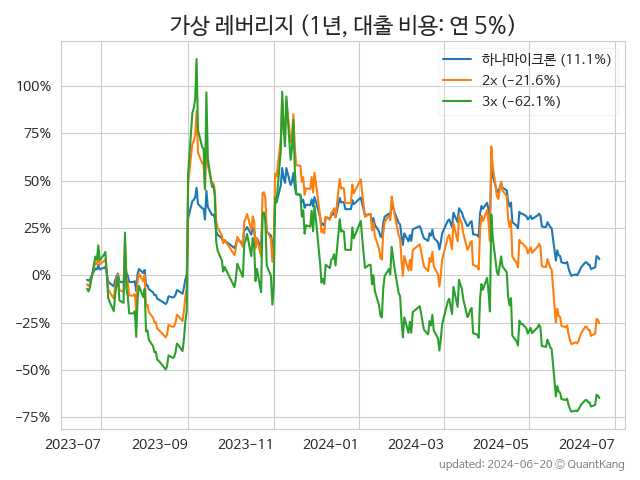 가상 레버리지 (1년, 대출 비용: 연 5%)
하나마이크론 (11.1%)
2x (−21.6%)
3x (−62.1%)
100%
75%
50%
25%
0%
−25%
−50%
−75%
2023-07 2023-09 2023-11 2024-01 2024-03 2024-05 2024-07
updated: 2024-06-20 © QuantKang